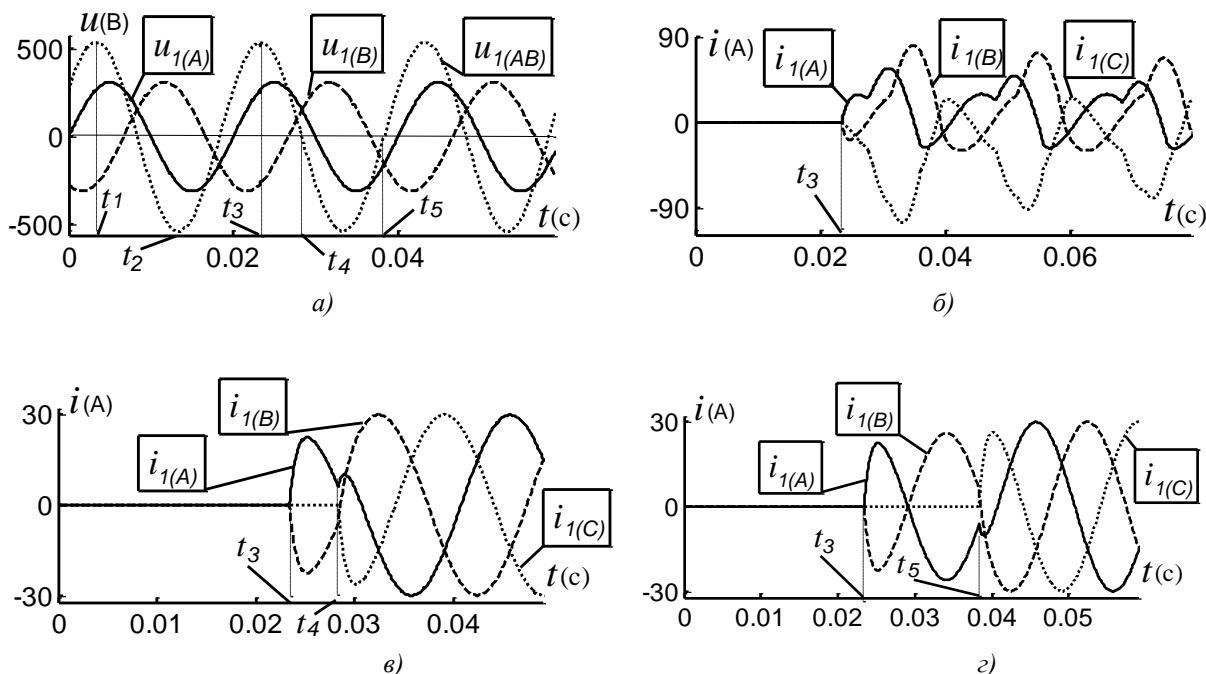 u(В)
u1(A)
u1(B)
u1(AB)
500
0
-500
t1
t2
t3
t4
t5
t(c)
0
0.02
0.04
а)
i(А)
90
0
-90
i1(A)
i1(B)
i1(C)
t3
t(c)
0
0.02
0.04
0.06
б)
i(А)
30
0
-30
i1(A)
i1(B)
i1(C)
t3
t4
t(c)
0
0.01
0.02
0.03
0.04
в)
i(А)
30
0
-30
i1(A)
i1(B)
i1(C)
t3
t5
t(c)
0
0.01
0.02
0.03
0.04
0.05
г)